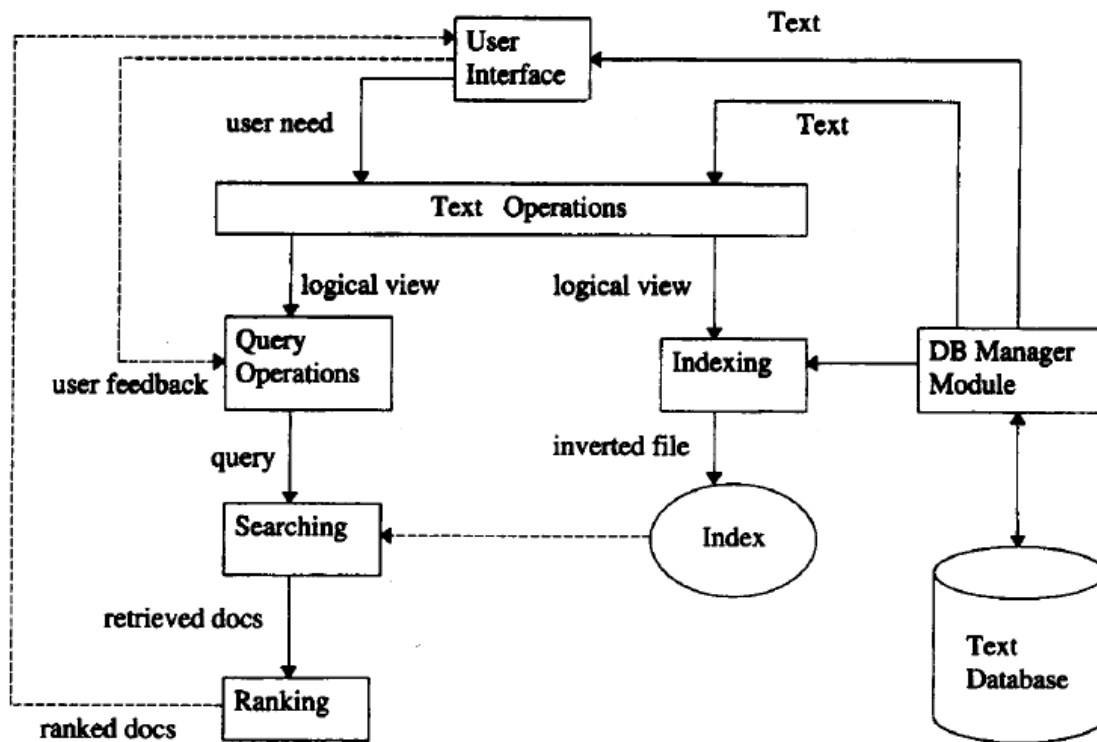 User
Interface
Text
user need
Text
Text Operations
logical view
logical view
Query
Operations
Indexing
DB Manager
Module
user feedback
query
inverted file
Searching
Index
retrieved docs
Text
Database
Ranking
ranked docs